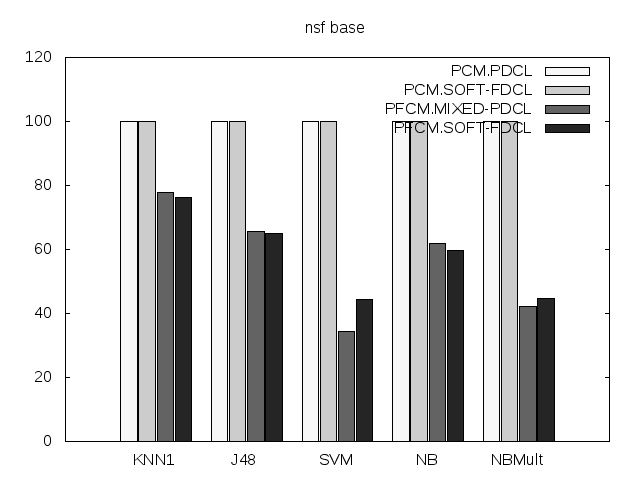 nsf base
120
100
80
60
40
20
0
PCM.PDCL
PCM.SOFT-FDCL
PFCM.MIXED-PDCL
PFCM.SOFT-FDCL
KNN1 J48 SVM NB NBMult